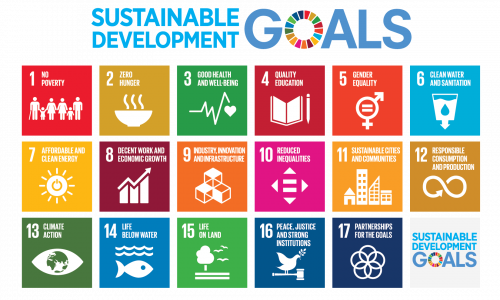 SUSTAINABLE
DEVELOPMENT
GOALS
1 NO
POVERTY
2 ZERO
HUNGER
3 GOOD HEALTH
AND WELL-BEING
4 QUALITY
EDUCATION
5 GENDER
EQUALITY
6 CLEAN WATER
AND SANITATION
7 AFFORDABLE AND
CLEAN ENERGY
8 DECENT WORK AND
ECONOMIC GROWTH
9 INDUSTRY, INNOVATION
AND INFRASTRUCTURE
10 REDUCED
INEQUALITIES
11 SUSTAINABLE CITIES
AND COMMUNITIES
12 RESPONSIBLE
CONSUMPTION
AND PRODUCTION
13 CLIMATE
ACTION
14 LIFE
BELOW WATER
15 LIFE
ON LAND
16 PEACE, JUSTICE
AND STRONG
INSTITUTIONS
17 PARTNERSHIPS
FOR THE GOALS
SUSTAINABLE
DEVELOPMENT
GOALS